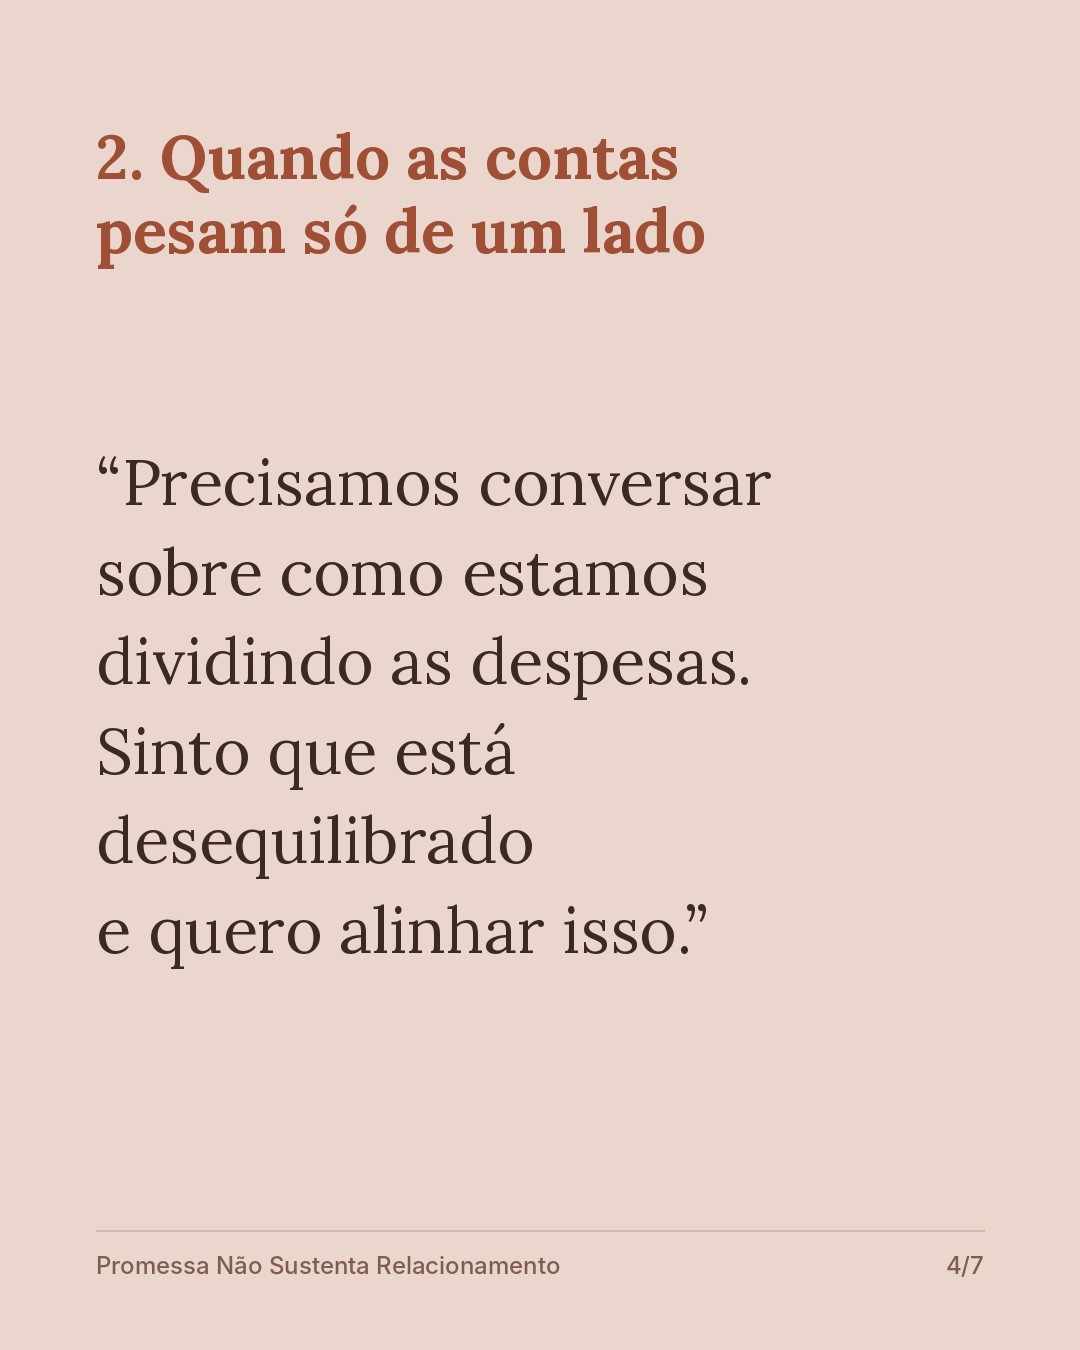 2. Quando as contas
pesam só de um lado
“Precisamos conversar
sobre como estamos
dividindo as despesas.
Sinto que está
desequilibrado
e quero alinhar isso.”
Promessa Não Sustenta Relacionamento
4/7